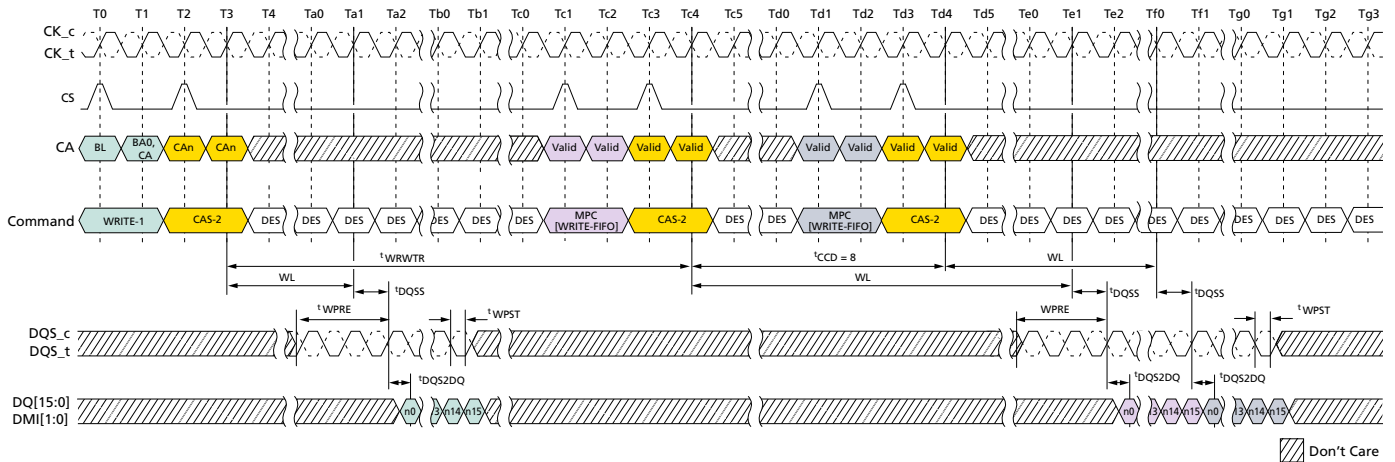 T0 T1 T2 T3 T4 Ta0 Ta1 Ta2 Tb0 Tb1 Tc0 Tc1 Tc2 Tc3 Tc4 Tc5 Td0 Td1 Td2 Td3 Td4 Td5 Te0 Te1 Te2 Tf0 Tf1 Tg0 Tg1 Tg2 Tg3
CK_c
CK_t
CS
CA BL BA0, CA CAn CAn Valid Valid Valid Valid Valid Valid Valid Valid
Command WRITE-1 CAS-2 DES DES DES DES DES DES DES MPC [WRITE-FIFO] CAS-2 DES DES MPC [WRITE-FIFO] CAS-2 DES DES DES DES DES DES DES DES DES DES
tWRWTR tCCD = 8 WL
WL WL
tDQSS tDQSS tDQSS
tWPRE tWPST WPRE tWPST
DQS_c
DQS_t
tDQS2DQ tDQS2DQ tDQS2DQ
DQ[15:0]
DMI[1:0]
n0 13 n14 n15 n0 13 n14 n15 n0 13 n14 n15
Don't Care